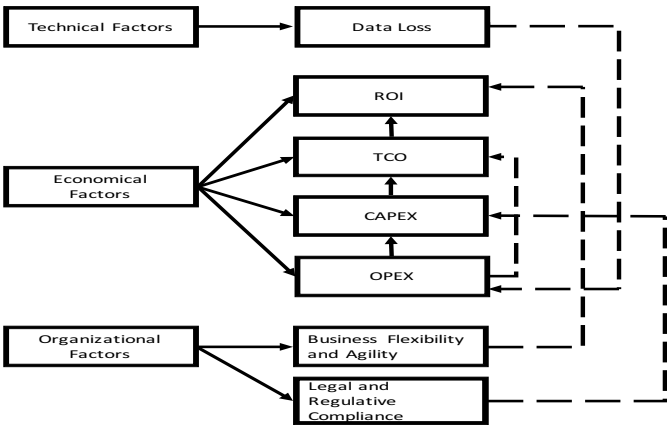 Technical Factors
Data Loss
ROI
TCO
Economical
Factors
CAPEX
OPEX
Organizational
Factors
Business Flexibility
and Agility
Legal and
Regulative
Compliance